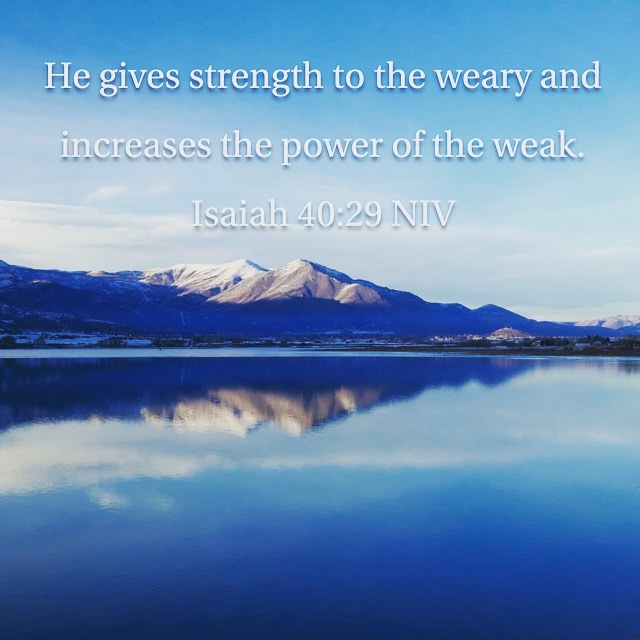 He gives strength to the weary and
increases the power of the weak.
Isaiah 40:29 NIV